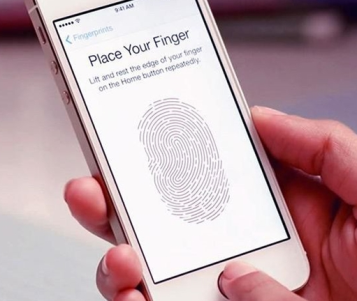 9:41 AM
Fingerprints
Place Your Finger
Lift and rest the edge of your finger
on the Home button repeatedly.